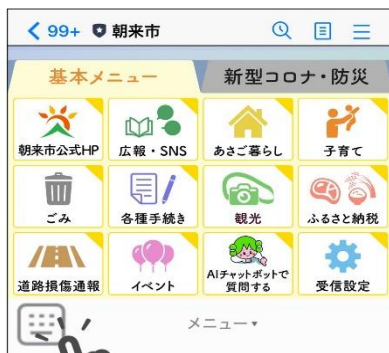 99+ 朝来市
基本メニュー 新型コロナ・防災
朝来市公式HP 広報・SNS あさご暮らし 子育て
ごみ 各種手続き 観光 ふるさと納税
道路損傷通報 イベント AIチャットボットで
質問する 受信設定
メニュー▾